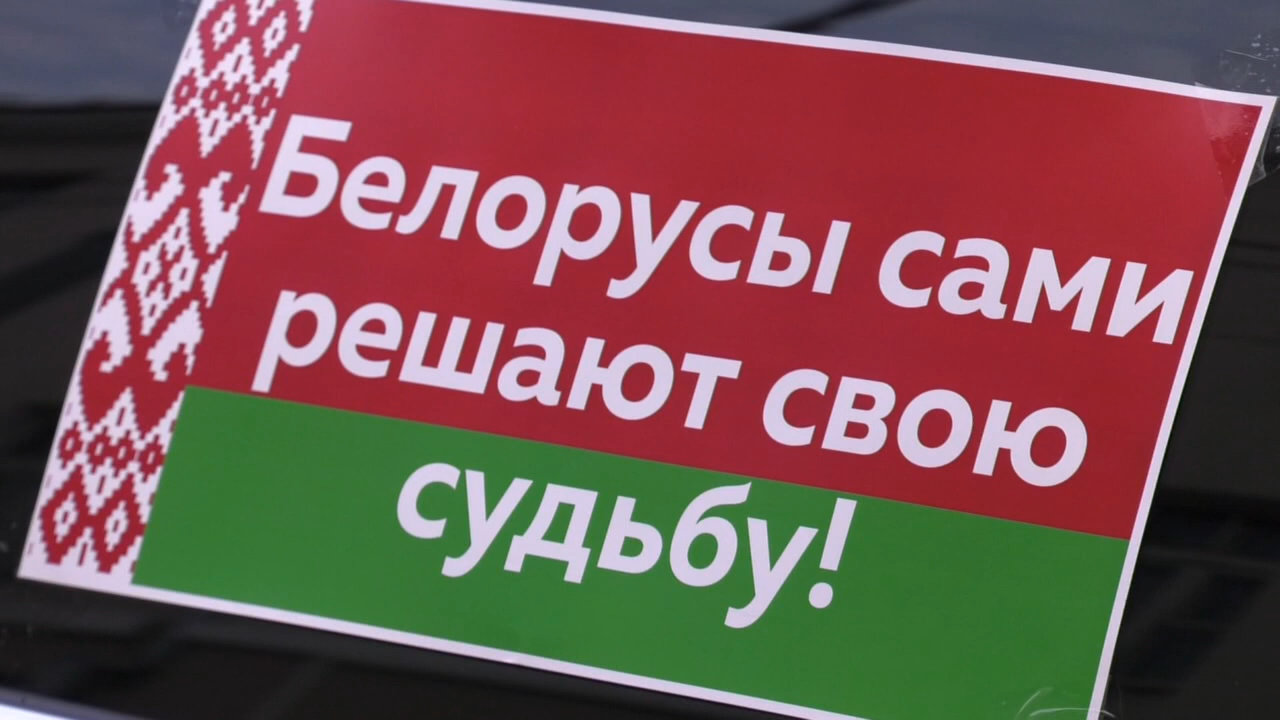 Белорусы сами
решают свою
судьбу!